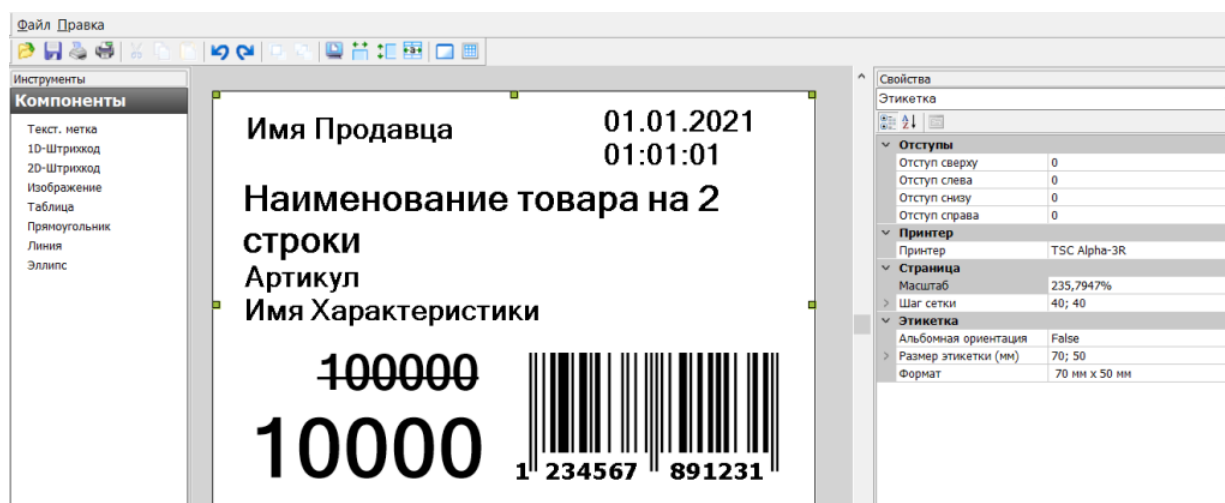 Файл Правка
Инструменты
Компоненты
Текст. метка
1D-Штрихкод
2D-Штрихкод
Изображение
Таблица
Прямоугольник
Линия
Эллипс
Имя Продавца
01.01.2021
01:01:01
Наименование товара на 2
строки
Артикул
Имя Характеристики
100000
10000
1 234567 891231
Свойства
Этикетка
Отступы
Отступ сверху 0
Отступ слева 0
Отступ снизу 0
Отступ справа 0
Принтер
Принтер TSC Alpha-3R
Страница
Масштаб 235,7947%
Шаг сетки 40; 40
Этикетка
Альбомная ориентация False
Размер этикетки (мм) 70; 50
Формат 70 мм x 50 мм